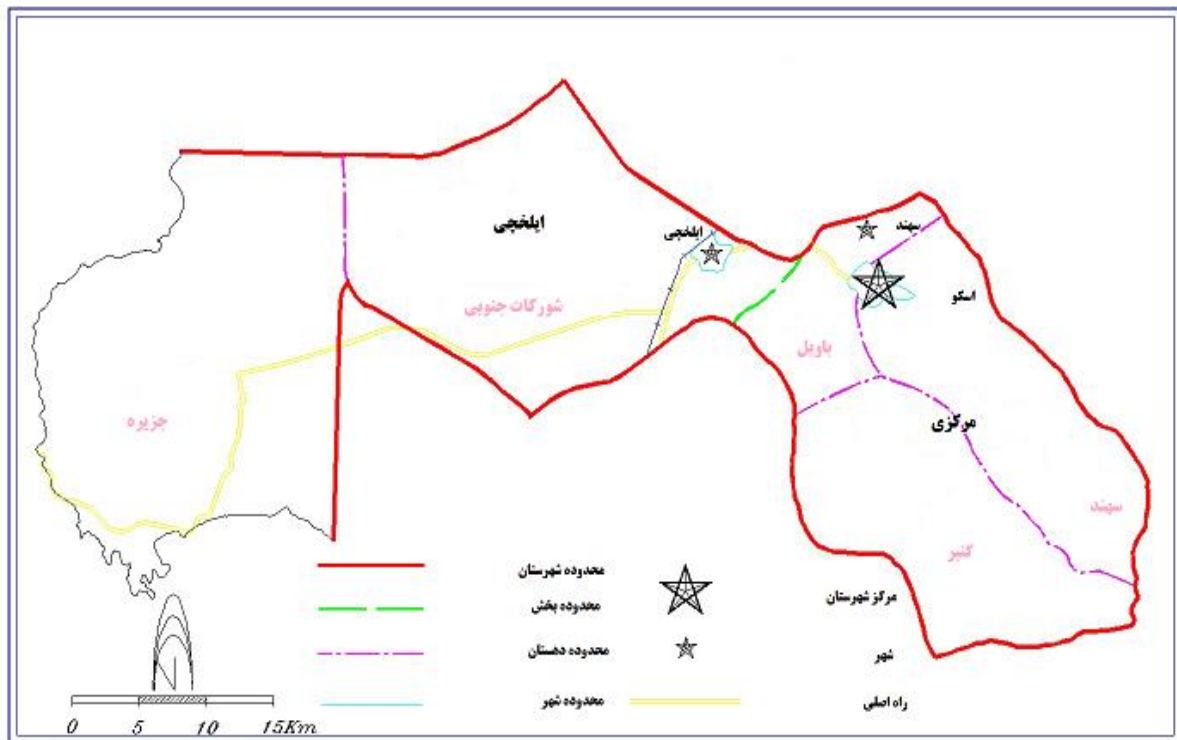 ایلخچی
ایلخچی
سهند
اسکو
شورکات جنوبی
باویل
جزیره
مرکزی
سهند
گنبر
محدوده شهرستان
مرکز شهرستان
محدوده بخش
محدوده دهستان
شهر
محدوده شهر
راه اصلی
0 5 10 15Km